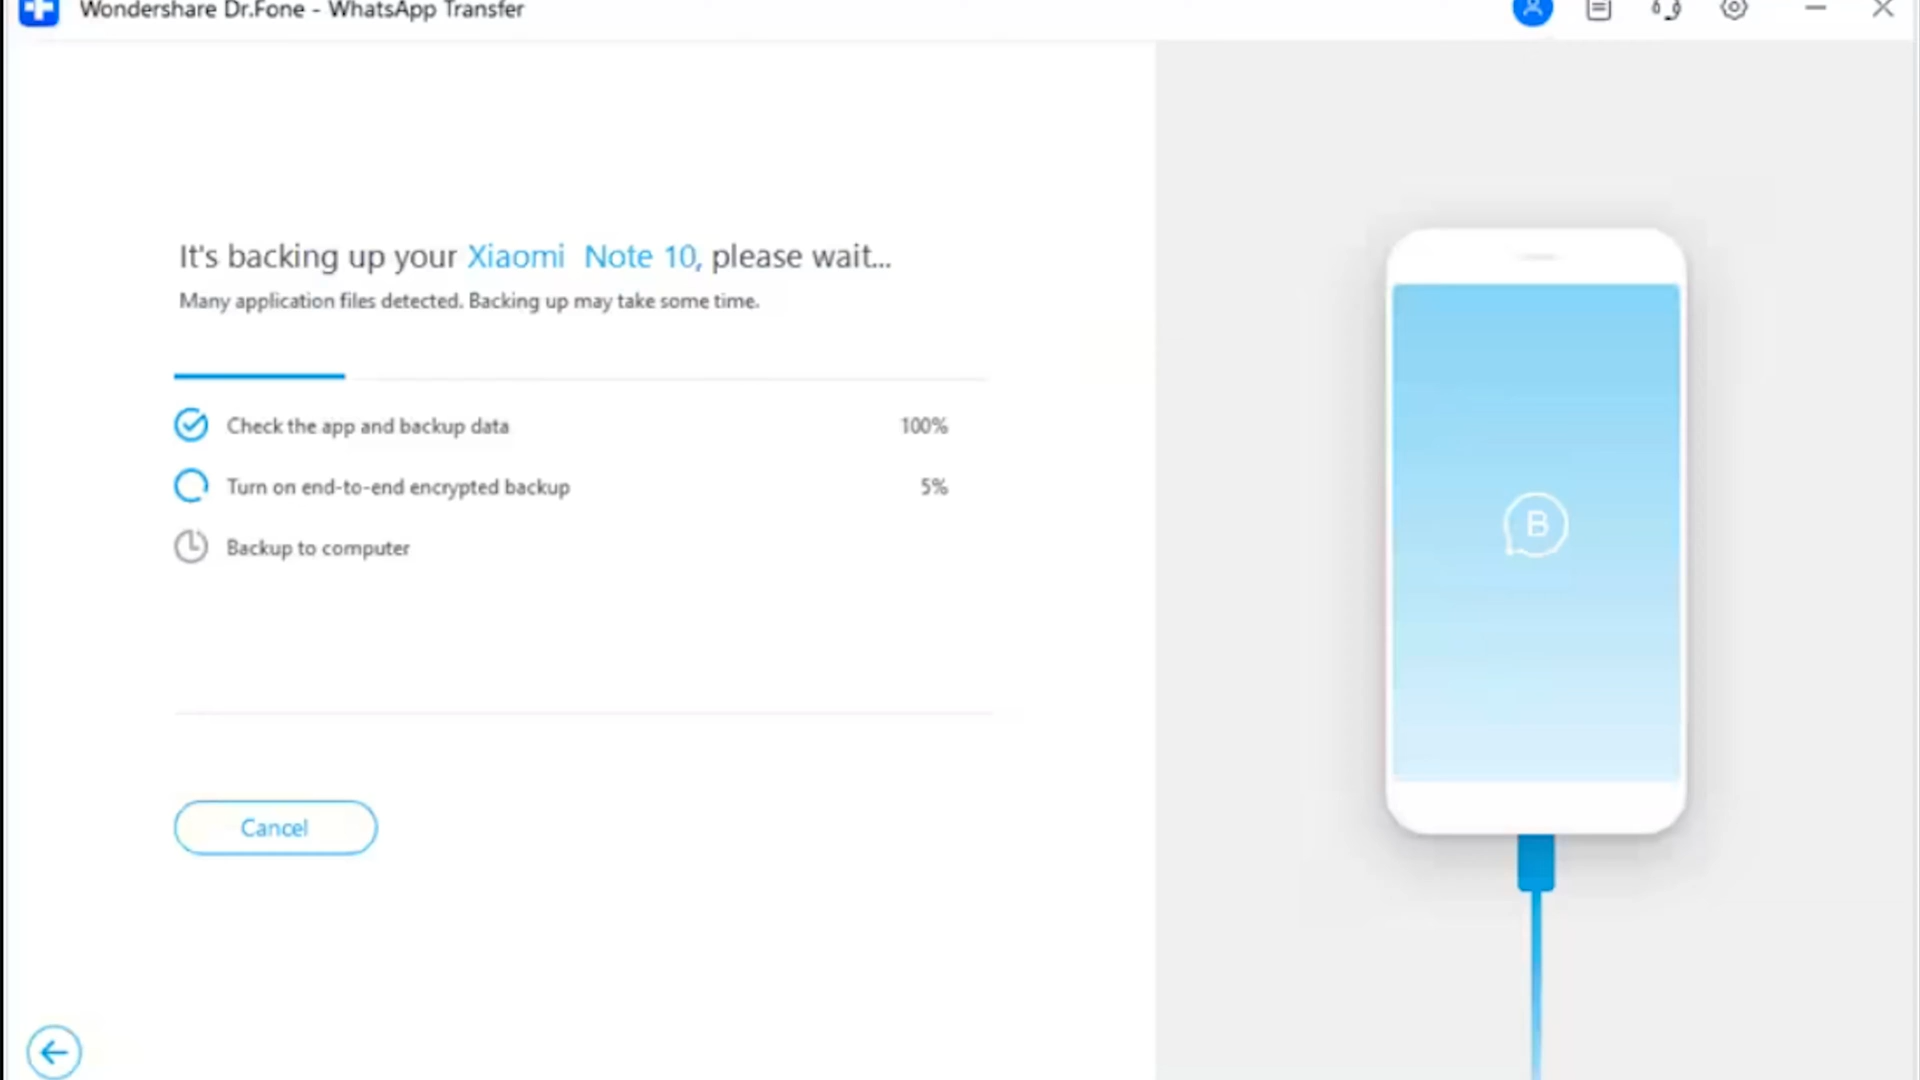 Wondershare Dr.Fone - WhatsApp Transfer
It's backing up your Xiaomi Note 10, please wait...
Many application files detected. Backing up may take some time.
Check the app and backup data 100%
Turn on end-to-end encrypted backup 5%
Backup to computer
B
Cancel